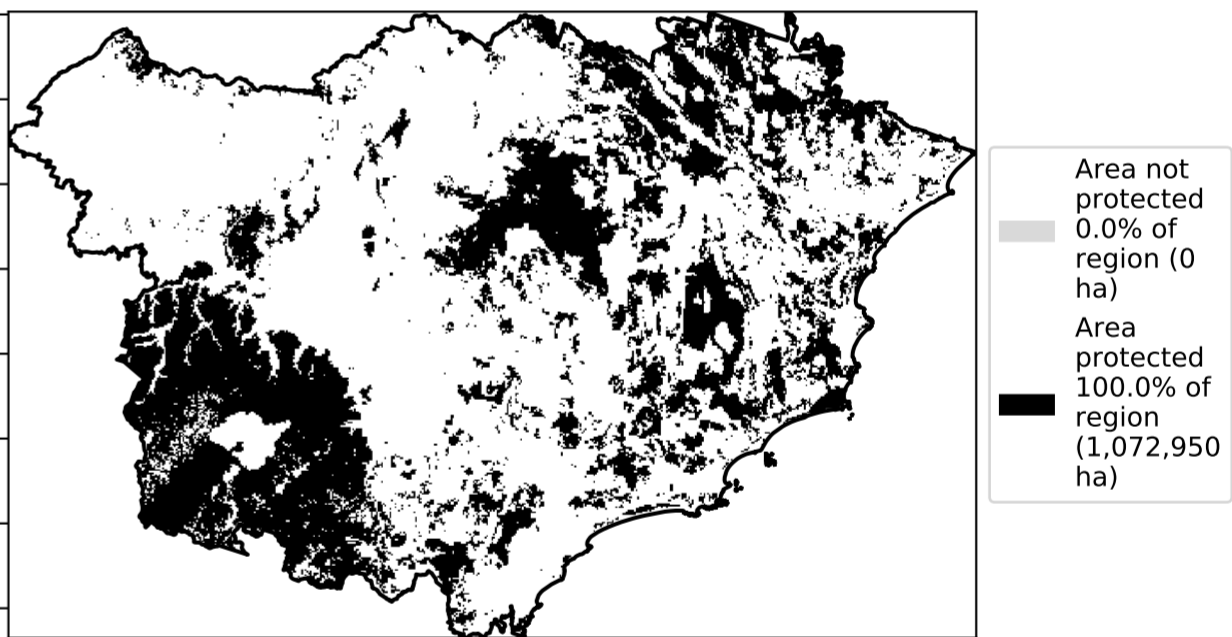 Area not
protected
0.0% of
region (0
ha)
Area
protected
100.0% of
region
(1,072,950
ha)